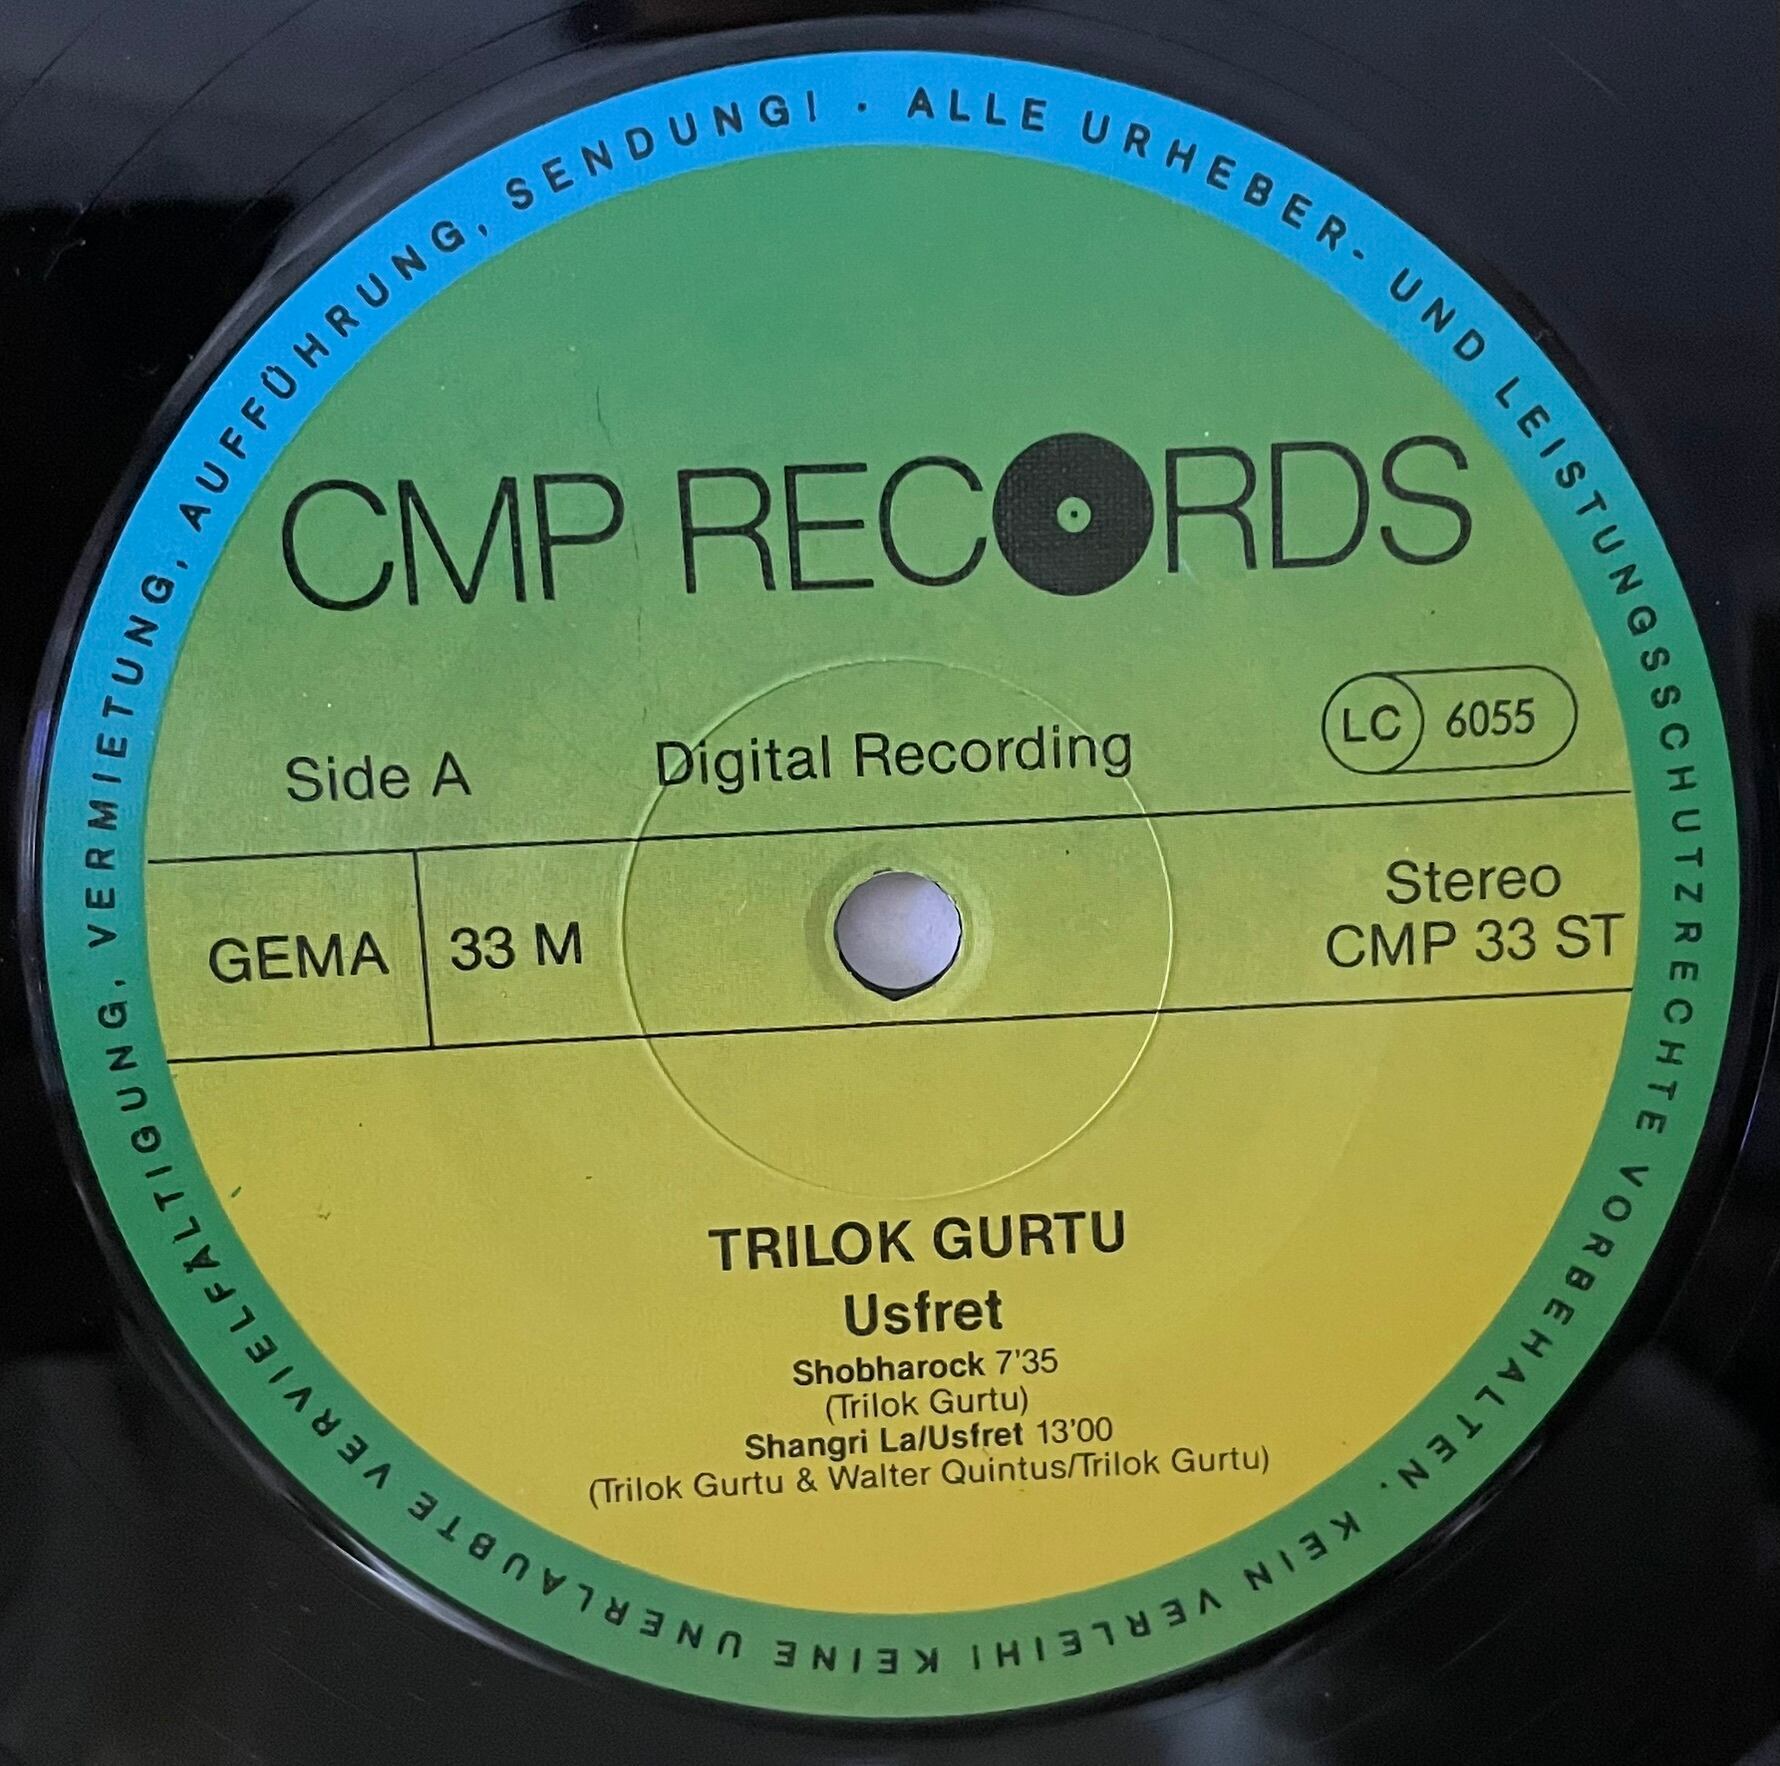 ALLE URHEBER- UND LEISTUNGSSCHUTZRECHTE VORBEHALTEN. KEIN VERLEIH! KEINE UNERLAUBTE VERVIELFÄLTIGUNG, VERMIETUNG, AUFFÜHRUNG, SENDUNG! ·
CMP RECORDS
LC 6055
Side A Digital Recording
GEMA 33 M
Stereo
CMP 33 ST
TRILOK GURTU
Usfret
Shobharock 7'35
(Trilok Gurtu)
Shangri La/Usfret 13'00
(Trilok Gurtu & Walter Quintus/Trilok Gurtu)